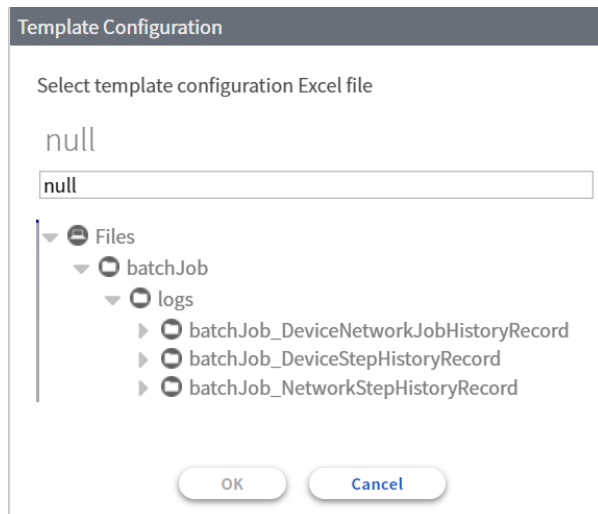 Template Configuration
Select template configuration Excel file
null
null
Files
batchJob
logs
batchJob_DeviceNetworkJobHistoryRecord
batchJob_DeviceStepHistoryRecord
batchJob_NetworkStepHistoryRecord
OK Cancel